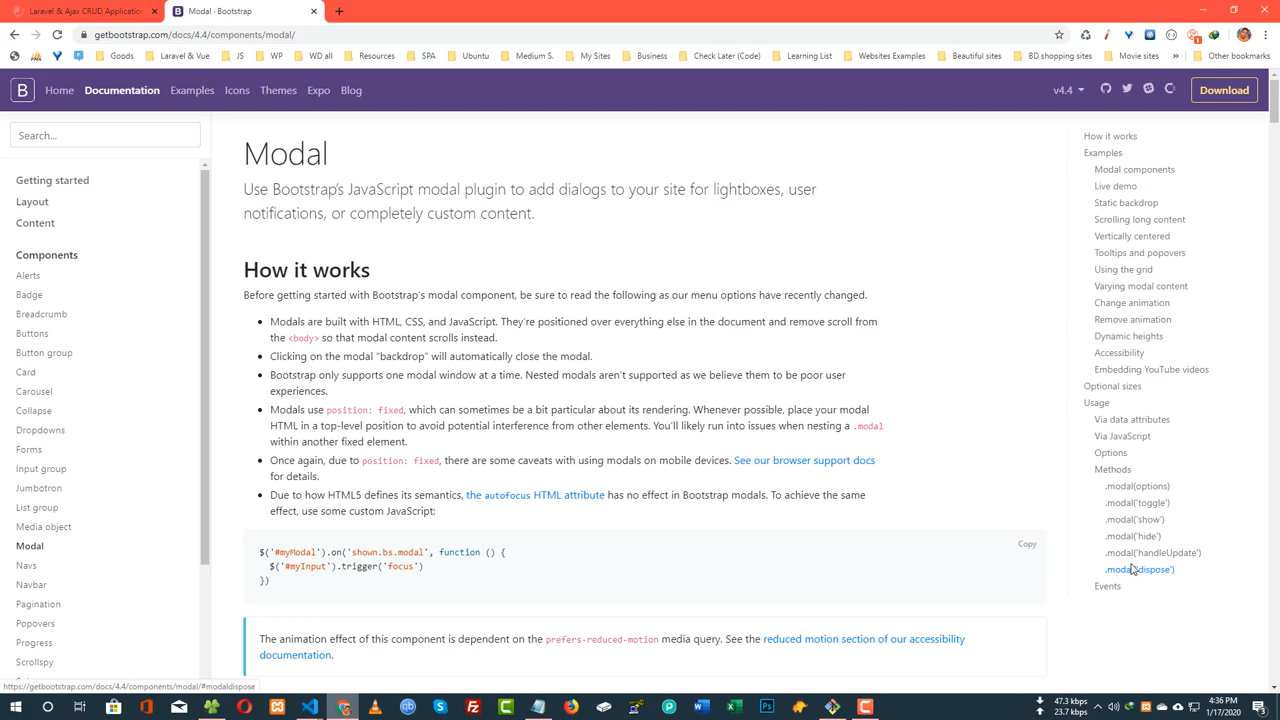 Laravel & Ajax CRUD Application
Modal · Bootstrap
getbootstrap.com/docs/4.4/components/modal/
Goods
Laravel & Vue
JS
WP
WD all
Resources
SPA
Ubuntu
Medium S.
My Sites
Business
Check Later (Code)
Learning List
Websites Examples
Beautiful sites
BD shopping sites
Movie sites
»
Other bookmarks
B
Home
Documentation
Examples
Icons
Themes
Expo
Blog
v4.4
Download
Search...
Getting started
Layout
Content
Components
Alerts
Badge
Breadcrumb
Buttons
Button group
Card
Carousel
Collapse
Dropdowns
Forms
Input group
Jumbotron
List group
Media object
Modal
Navs
Navbar
Pagination
Popovers
Progress
Scrollspy
Modal
Use Bootstrap's JavaScript modal plugin to add dialogs to your site for lightboxes, user
notifications, or completely custom content.
How it works
Before getting started with Bootstrap's modal component, be sure to read the following as our menu options have recently changed.
• Modals are built with HTML, CSS, and JavaScript. They're positioned over everything else in the document and remove scroll from
the <body> so that modal content scrolls instead.
• Clicking on the modal “backdrop” will automatically close the modal.
• Bootstrap only supports one modal window at a time. Nested modals aren't supported as we believe them to be poor user
experiences.
• Modals use position: fixed, which can sometimes be a bit particular about its rendering. Whenever possible, place your modal
HTML in a top-level position to avoid potential interference from other elements. You'll likely run into issues when nesting a .modal
within another fixed element.
• Once again, due to position: fixed, there are some caveats with using modals on mobile devices. See our browser support docs
for details.
• Due to how HTML5 defines its semantics, the autofocus HTML attribute has no effect in Bootstrap modals. To achieve the same
effect, use some custom JavaScript:
Copy
$('#myModal').on('shown.bs.modal', function () {
$('#myInput').trigger('focus')
})
The animation effect of this component is dependent on the prefers-reduced-motion media query. See the reduced motion section of our accessibility
documentation.
How it works
Examples
Modal components
Live demo
Static backdrop
Scrolling long content
Vertically centered
Tooltips and popovers
Using the grid
Varying modal content
Change animation
Remove animation
Dynamic heights
Accessibility
Embedding YouTube videos
Optional sizes
Usage
Via data attributes
Via JavaScript
Options
Methods
.modal(options)
.modal('toggle')
.modal('show')
.modal('hide')
.modal('handleUpdate')
.modal('dispose')
Events
https://getbootstrap.com/docs/4.4/components/modal/#modaldispose
47.3 kbps
23.7 kbps
4:36 PM
1/17/2020